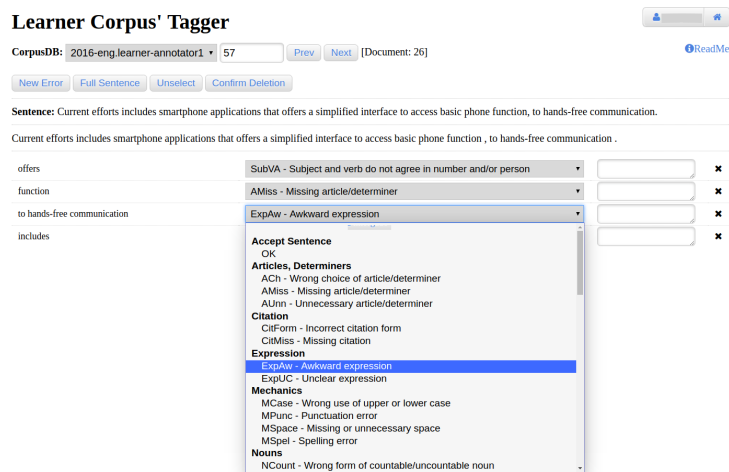 Learner Corpus' Tagger
CorpusDB: 2016-eng.learner-annotator1 57 Prev Next [Document: 26]
ReadMe
New Error Full Sentence Unselect Confirm Deletion
Sentence: Current efforts includes smartphone applications that offers a simplified interface to access basic phone function, to hands-free communication.
Current efforts includes smartphone applications that offers a simplified interface to access basic phone function , to hands-free communication .
offers SubVA - Subject and verb do not agree in number and/or person
function AMiss - Missing article/determiner
to hands-free communication ExpAw - Awkward expression
includes
Accept Sentence
OK
Articles, Determiners
ACh - Wrong choice of article/determiner
AMiss - Missing article/determiner
AUnn - Unnecessary article/determiner
Citation
CitForm - Incorrect citation form
CitMiss - Missing citation
Expression
ExpAw - Awkward expression
ExpUC - Unclear expression
Mechanics
MCase - Wrong use of upper or lower case
MPunc - Punctuation error
MSpace - Missing or unnecessary space
MSpel - Spelling error
Nouns
NCount - Wrong form of countable/uncountable noun